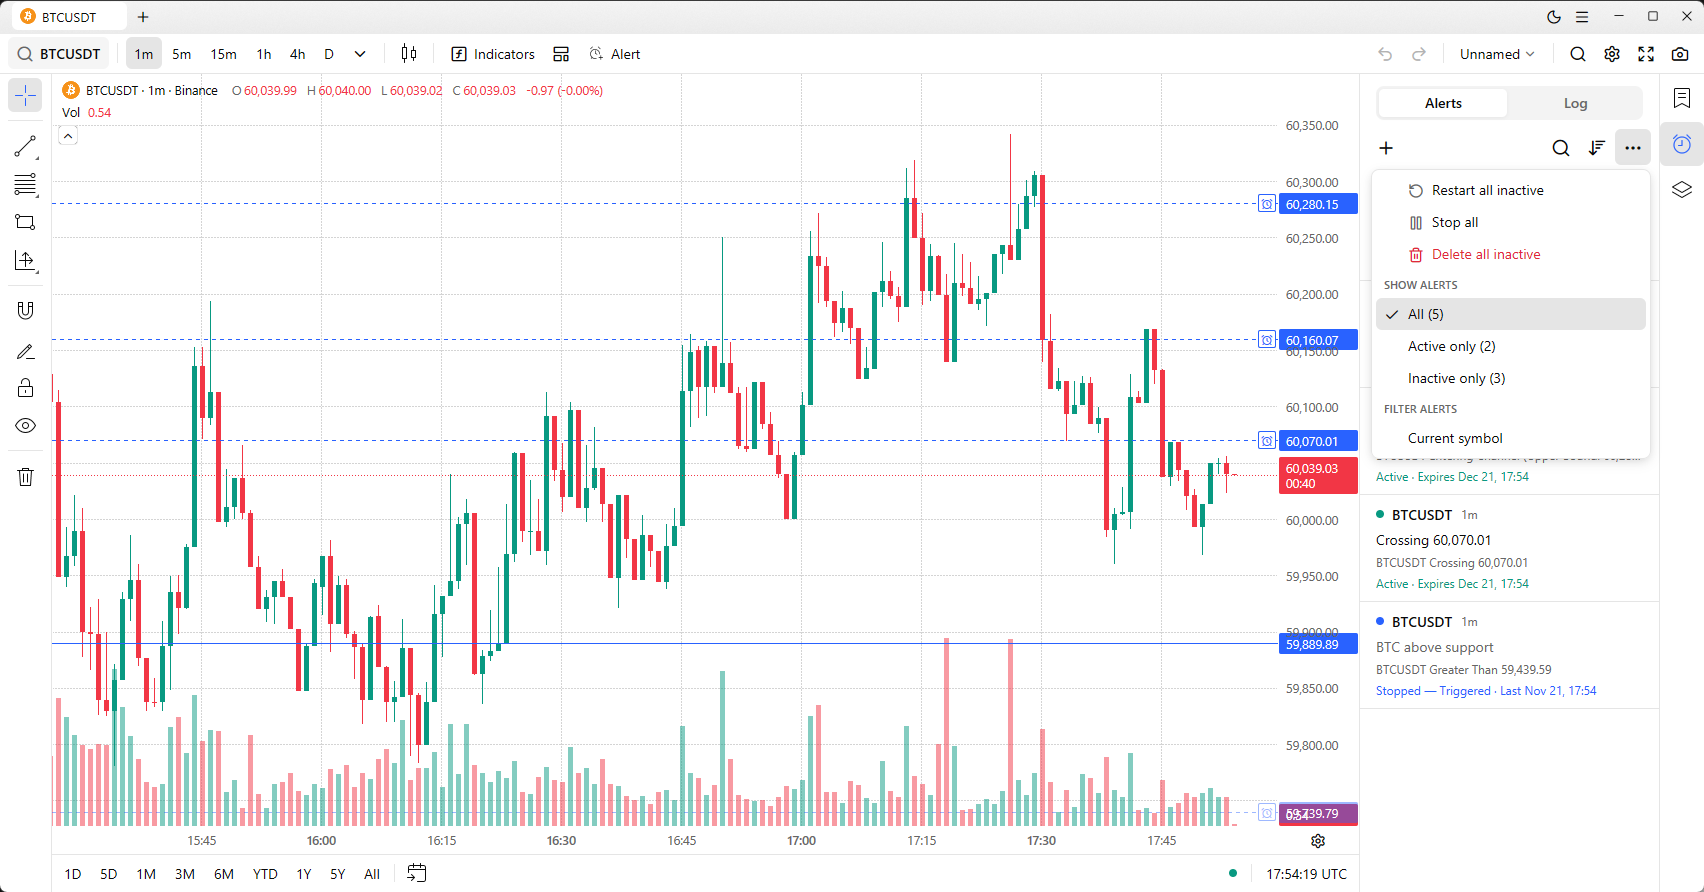 BTCUSDT
BTCUSDT 1m 5m 15m 1h 4h D Indicators Alert Unnamed
BTCUSDT · 1m · Binance O 60,039.99 H 60,040.00 L 60,039.02 C 60,039.03 -0.97 (-0.00%)
Vol 0.54
60,350.00
60,300.00
60,280.15
60,250.00
60,200.00
60,160.07
60,150.00
60,100.00
60,070.01
60,039.03
00:40
60,000.00
59,950.00
59,900.00
59,889.89
59,850.00
59,800.00
59,739.79
0.54
15:45 16:00 16:15 16:30 16:45 17:00 17:15 17:30 17:45
1D 5D 1M 3M 6M YTD 1Y 5Y All
17:54:19 UTC
Alerts Log
Restart all inactive
Stop all
Delete all inactive
SHOW ALERTS
All (5)
Active only (2)
Inactive only (3)
FILTER ALERTS
Current symbol
Active · Expires Dec 21, 17:54
BTCUSDT 1m
Crossing 60,070.01
BTCUSDT Crossing 60,070.01
Active · Expires Dec 21, 17:54
BTCUSDT 1m
BTC above support
BTCUSDT Greater Than 59,439.59
Stopped — Triggered · Last Nov 21, 17:54